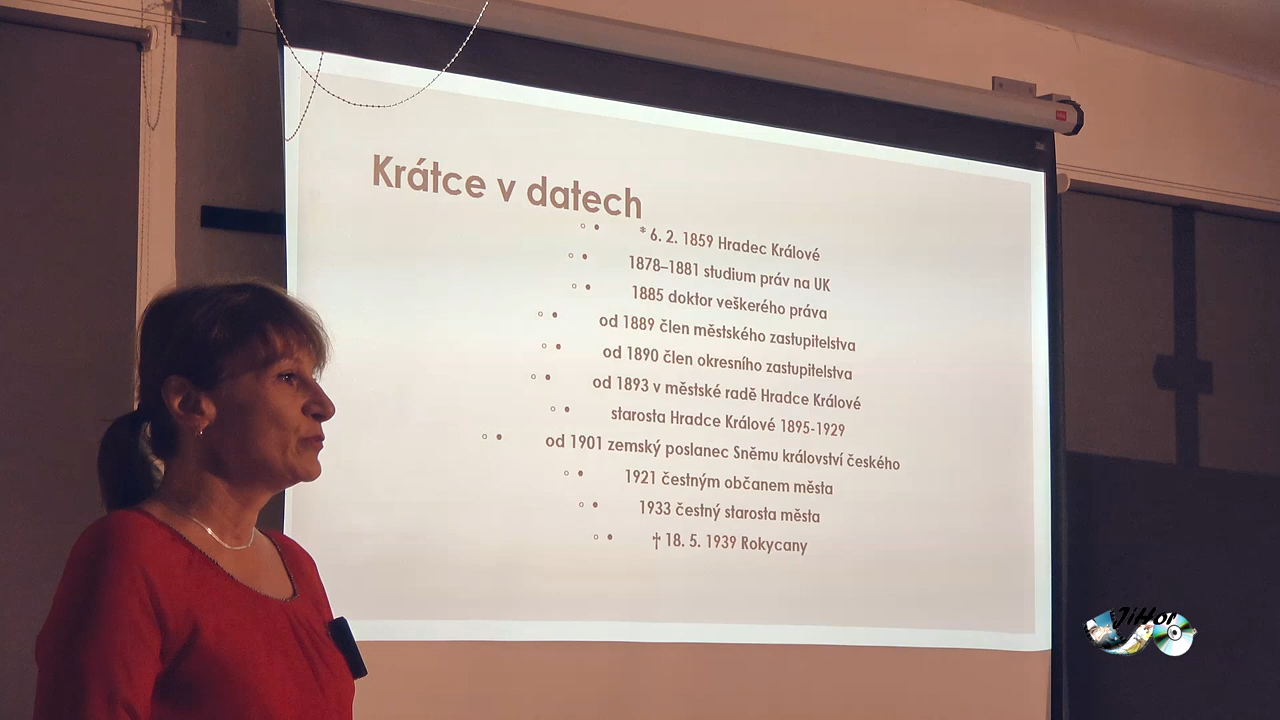 Krátce v datech
* 6. 2. 1859 Hradec Králové
1878–1881 studium práv na UK
1885 doktor veškerého práva
od 1889 člen městského zastupitelstva
od 1890 člen okresního zastupitelstva
od 1893 v městské radě Hradce Králové
starosta Hradce Králové 1895-1929
od 1901 zemský poslanec Sněmu království českého
1921 čestným občanem města
1933 čestný starosta města
† 18. 5. 1939 Rokycany
JiHor